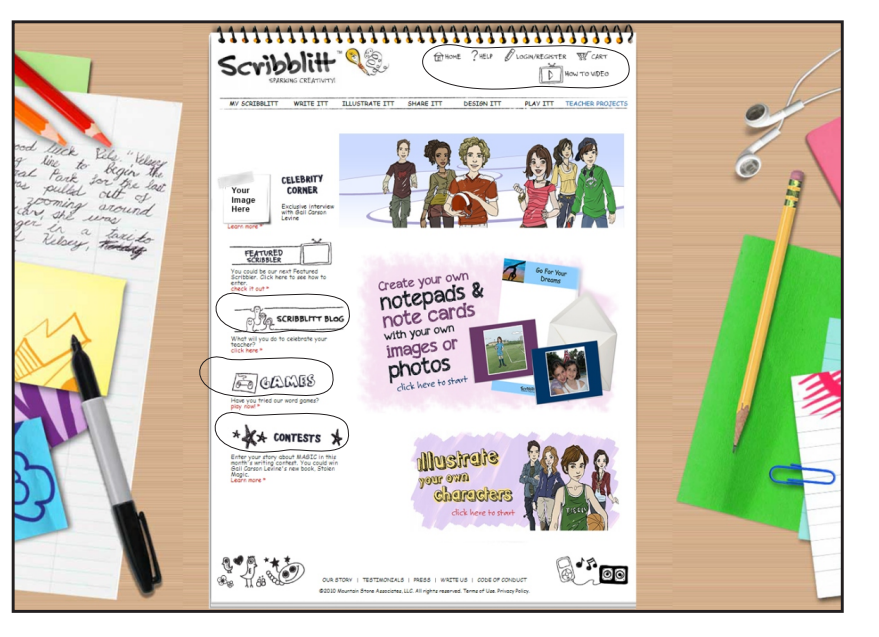 Scribblitt™
SPARKING CREATIVITY!
HOME ? HELP LOGIN/REGISTER CART
HOW TO VIDEO
MY SCRIBBLITT WRITE ITT ILLUSTRATE ITT SHARE ITT DESIGN ITT PLAY ITT TEACHER PROJECTS
Your
Image
Here
CELEBRITY
CORNER
Exclusive interview
with Gail Carson
Levine
Learn more *
FEATURED
SCRIBBLER
You could be our next Featured
Scribbler. Click here to see how to
enter.
check it out *
SCRIBBLITT BLOG
What will you do to celebrate your
teacher?
click here *
GAMES
Have you tried our word games?
play now! *
CONTESTS
Enter your story about MAGIC in this
month's writing contest. You could win
Gail Carson Levine's new book, Stolen
Magic.
Learn more *
Create your own
notepads &
note cards
with your own
images or
photos
click here to start
Go For Your
Dreams
Illustrate
your own
characters
click here to start
good luck Kids." Kelsey
line to begin the
Park for the last
pulled out of
zooming around
she was
in a taxi to
Kelsey,
OUR STORY | TESTIMONIALS | PRESS | WRITE US | CODE OF CONDUCT
©2010 Mountain Stone Associates, LLC. All rights reserved. Terms of Use. Privacy Policy.